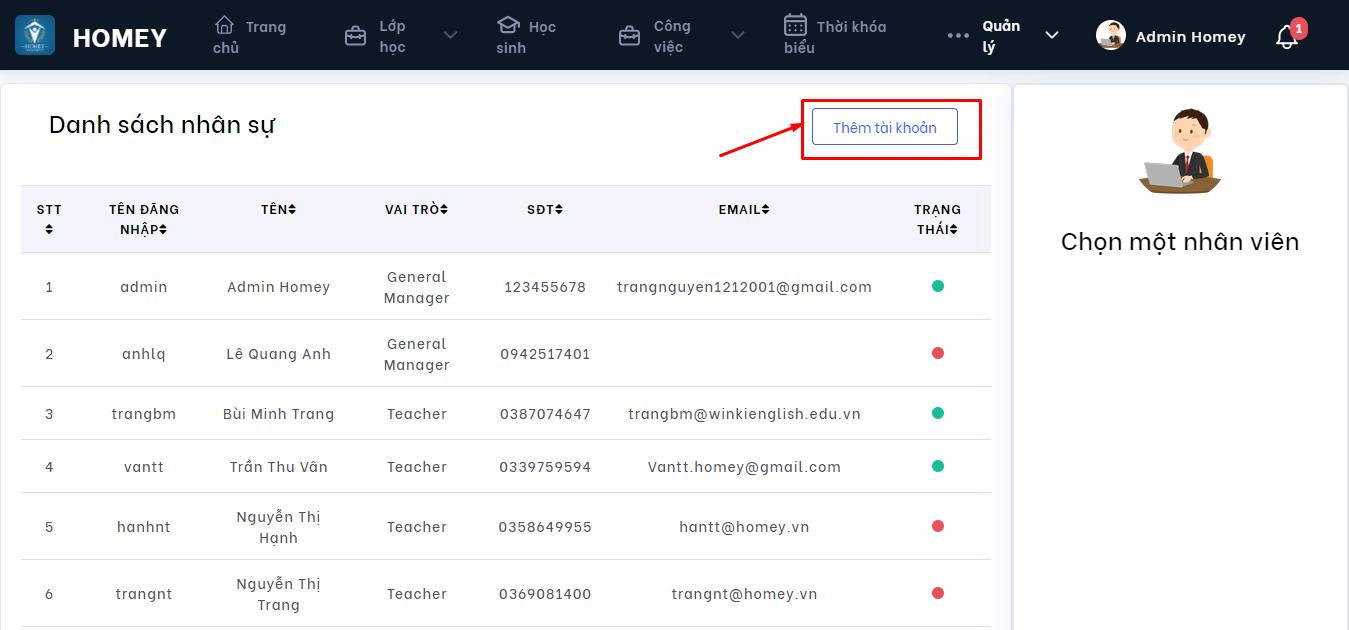 HOMEY
HOMEY
Trang
chủ
Lớp
học
Học
sinh
Công
việc
Thời khóa
biểu
Quản
lý
Admin Homey
1
Danh sách nhân sự
Thêm tài khoản
STT
TÊN ĐĂNG
NHẬP
TÊN
VAI TRÒ
SĐT
EMAIL
TRẠNG
THÁI
1 admin Admin Homey General Manager 123455678 trangnguyen1212001@gmail.com
2 anhlq Lê Quang Anh General Manager 0942517401
3 trangbm Bùi Minh Trang Teacher 0387074647 trangbm@winkienglish.edu.vn
4 vantt Trần Thu Vân Teacher 0339759594 Vantt.homey@gmail.com
5 hanhnt Nguyễn Thị Hạnh Teacher 0358649955 hantt@homey.vn
6 trangnt Nguyễn Thị Trang Teacher 0369081400 trangnt@homey.vn
Chọn một nhân viên